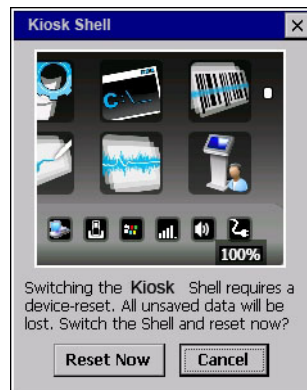 Kiosk Shell
C:\...
100%
Switching the Kiosk Shell requires a
device-reset. All unsaved data will be
lost. Switch the Shell and reset now?
Reset Now Cancel